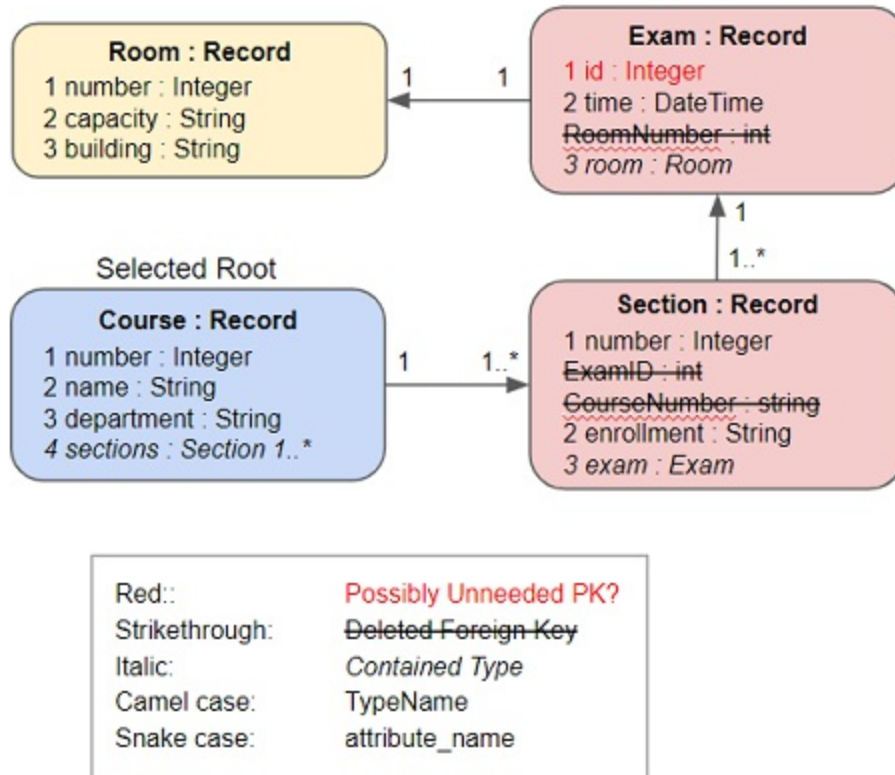 Room : Record
1 number : Integer
2 capacity : String
3 building : String
1 1
Exam : Record
1 id : Integer
2 time : DateTime
RoomNumber : int
3 room : Room
1
1..*
Selected Root
Course : Record
1 number : Integer
2 name : String
3 department : String
4 sections : Section 1..*
1 1..*
Section : Record
1 number : Integer
ExamID : int
CourseNumber : string
2 enrollment : String
3 exam : Exam
Red:: Possibly Unneeded PK?
Strikethrough: Deleted Foreign Key
Italic: Contained Type
Camel case: TypeName
Snake case: attribute_name